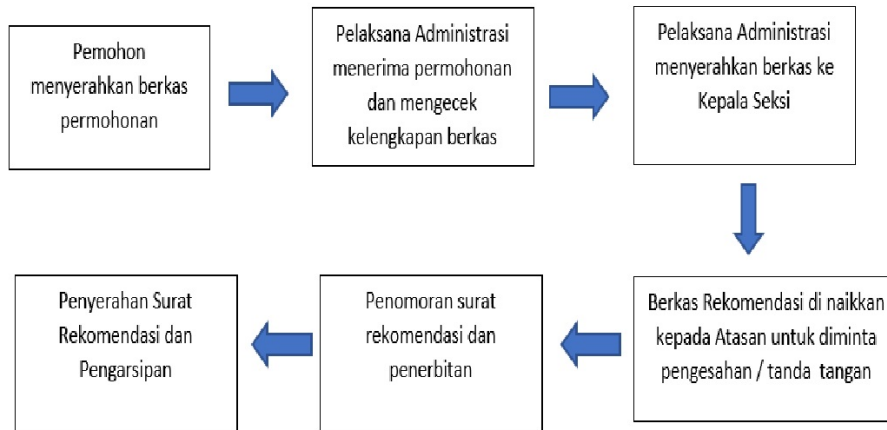 Pemohon
menyerahkan berkas
permohonan
Pelaksana Administrasi
menerima permohonan
dan mengecek
kelengkapan berkas
Pelaksana Administrasi
menyerahkan berkas ke
Kepala Seksi
Berkas Rekomendasi di naikkan
kepada Atasan untuk diminta
pengesahan / tanda tangan
Penomoran surat
rekomendasi dan
penerbitan
Penyerahan Surat
Rekomendasi dan
Pengarsipan